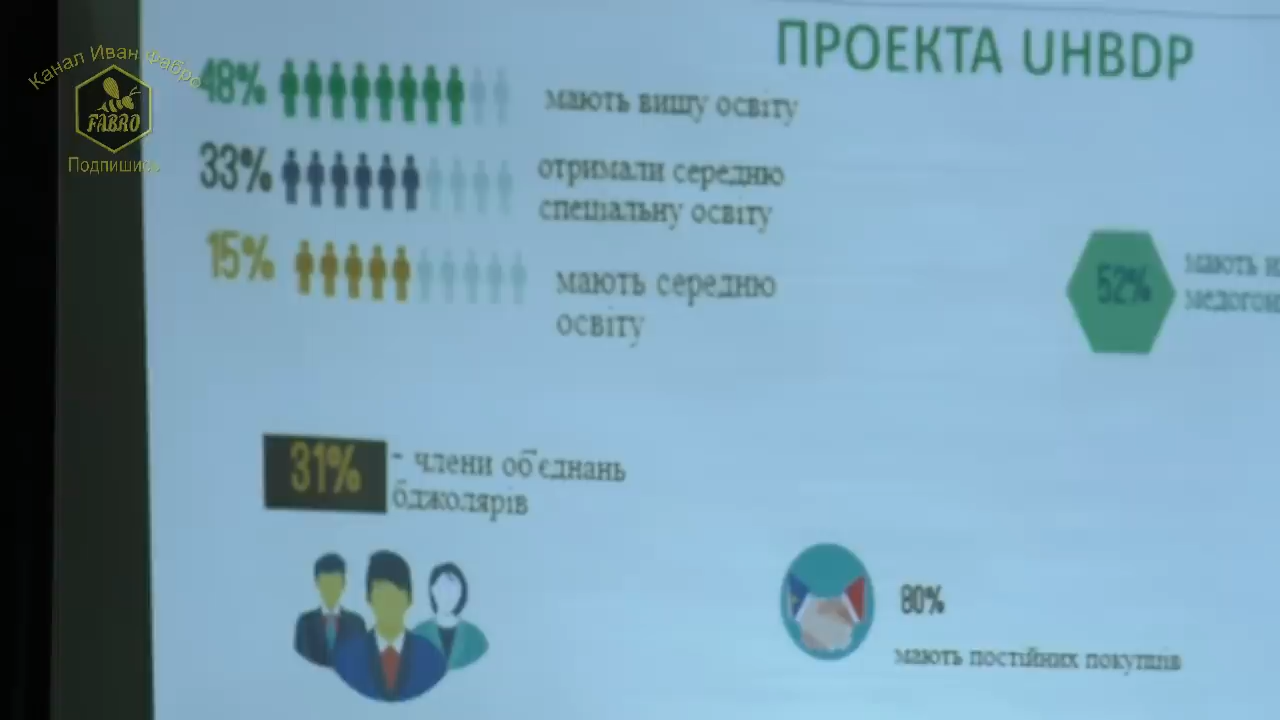 Канал Иван Фабро
FABRO
Подпишись
ПРОЕКТА UHBDP
48%
мають вищу освіту
33%
отримали середню
спеціальну освіту
15%
мають середню
освіту
52%
мають
31%
- члени об'єднань
бджолярів
80%
мають постійних покупців